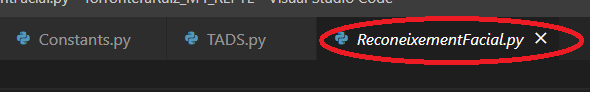 Visual Studio Code
Constants.py TADS.py ReconeixementFacial.py